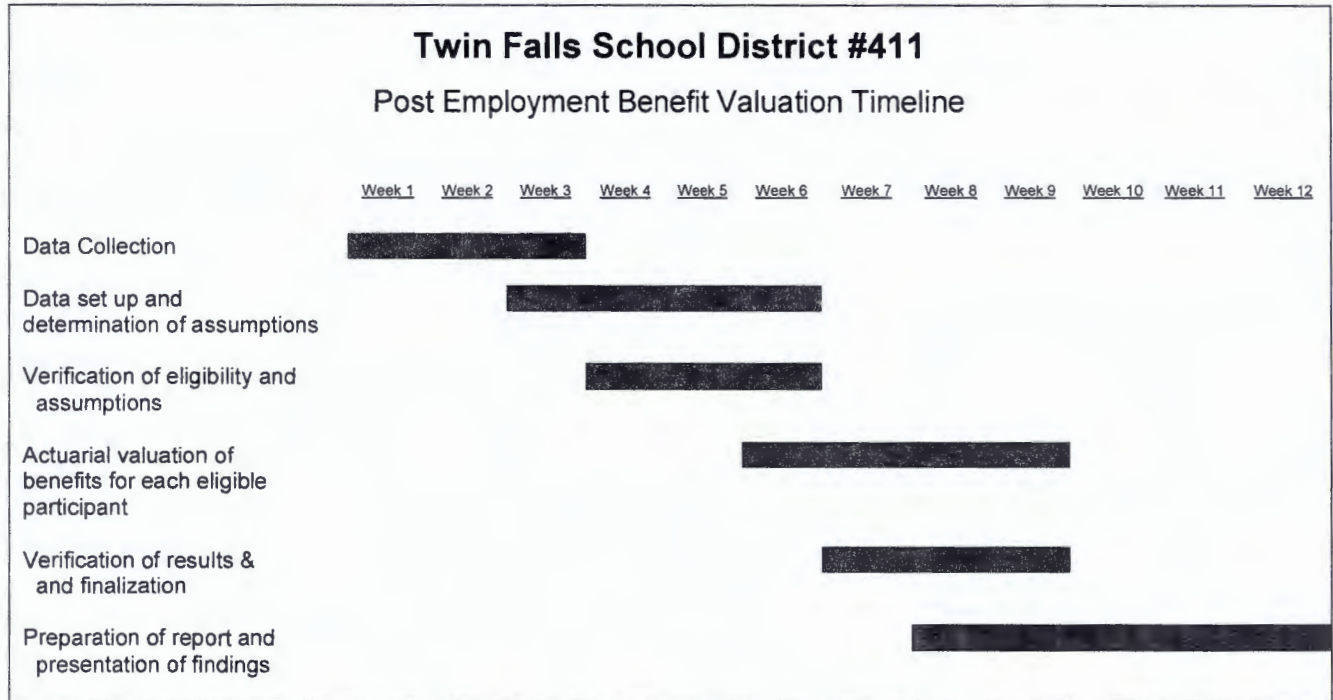 Twin Falls School District #411
Post Employment Benefit Valuation Timeline
Week 1 Week 2 Week 3 Week 4 Week 5 Week 6 Week 7 Week 8 Week 9 Week 10 Week 11 Week 12
Data Collection
Data set up and
determination of assumptions
Verification of eligibility and
assumptions
Actuarial valuation of
benefits for each eligible
participant
Verification of results &
and finalization
Preparation of report and
presentation of findings